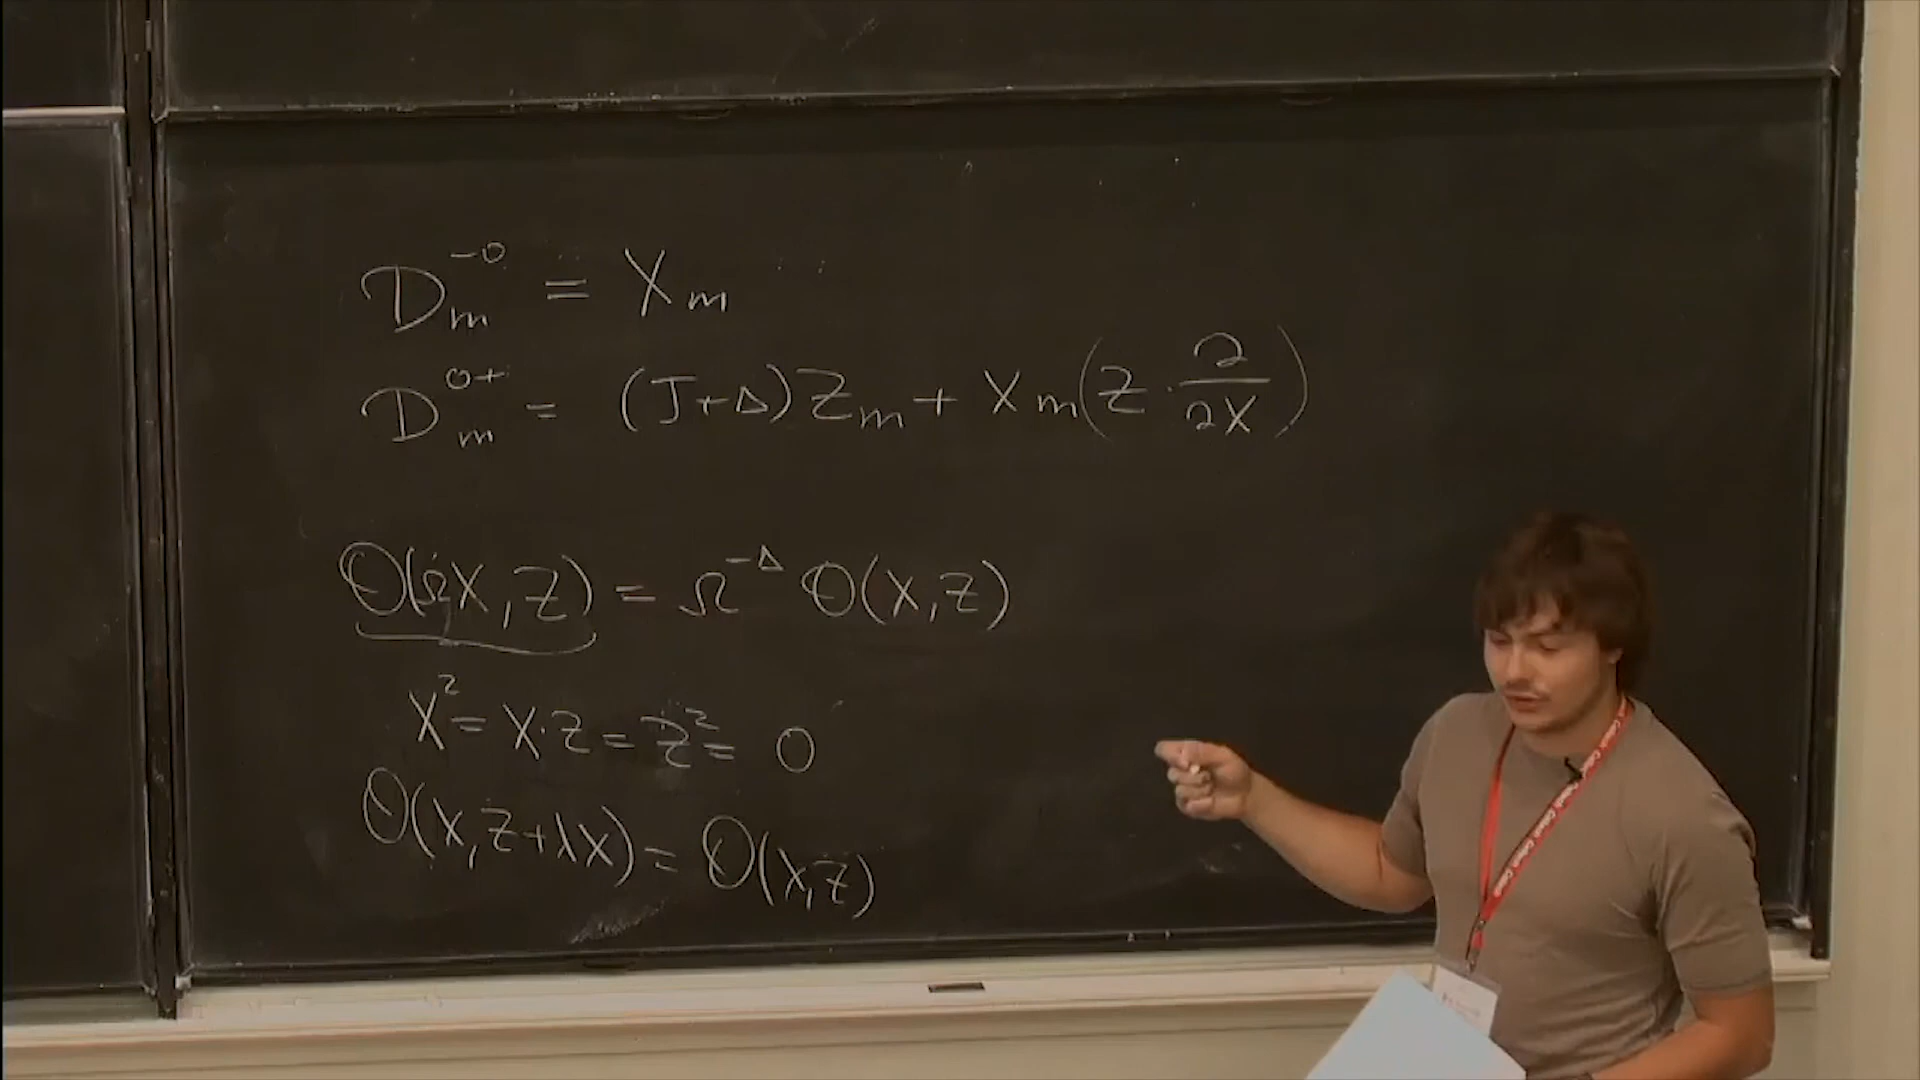 D_m^{-0} = X_m
D_m^{0+} = (J+Δ)Z_m + X_m(Z · ∂/∂X)
O(ΩX, Z) = Ω^{-Δ} O(X, Z)
X² = X·Z = Z² = 0
O(X, Z+λX) = O(X, Z)